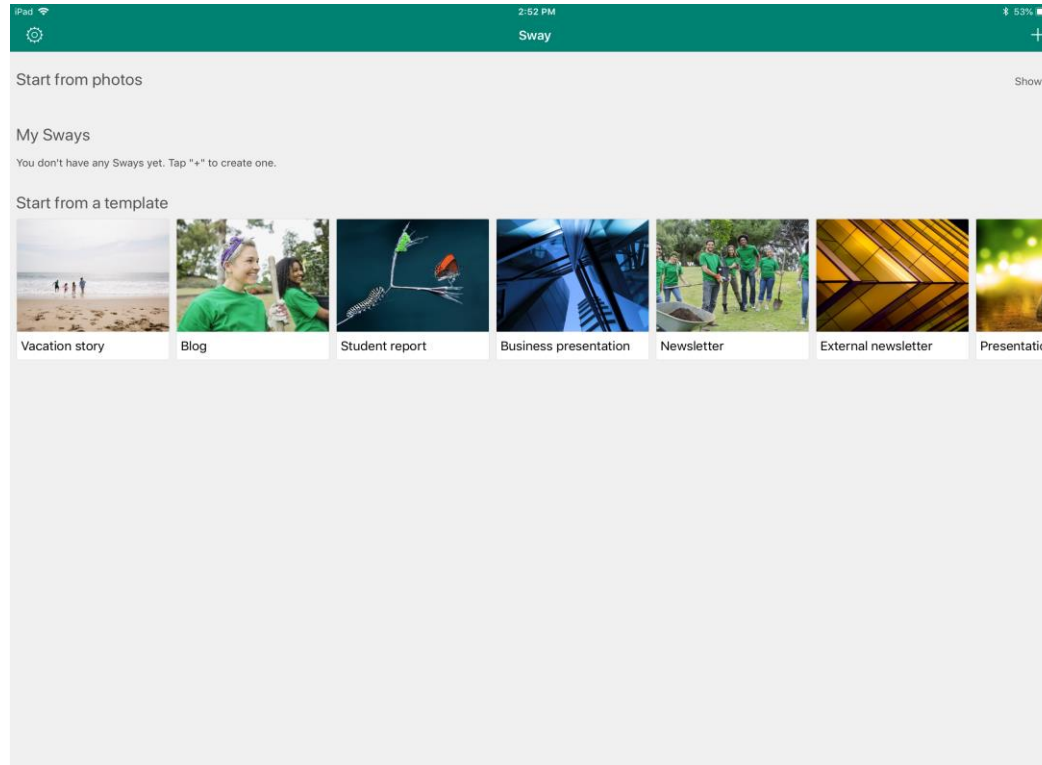 iPad 2:52 PM 53%
Sway
Start from photos Show
My Sways
You don't have any Sways yet. Tap "+" to create one.
Start from a template
Vacation story Blog Student report Business presentation Newsletter External newsletter Presentatio